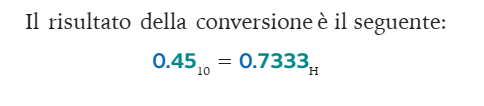 Il risultato della conversione è il seguente:
0.45₁₀ = 0.7333ₕ